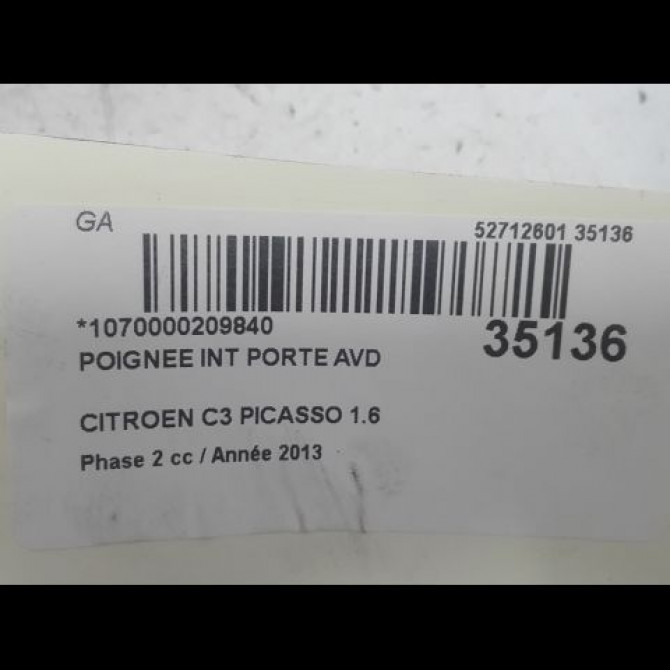 GA
52712601 35136
*1070000209840
35136
POIGNEE INT PORTE AVD
CITROEN C3 PICASSO 1.6
Phase 2 cc / Année 2013